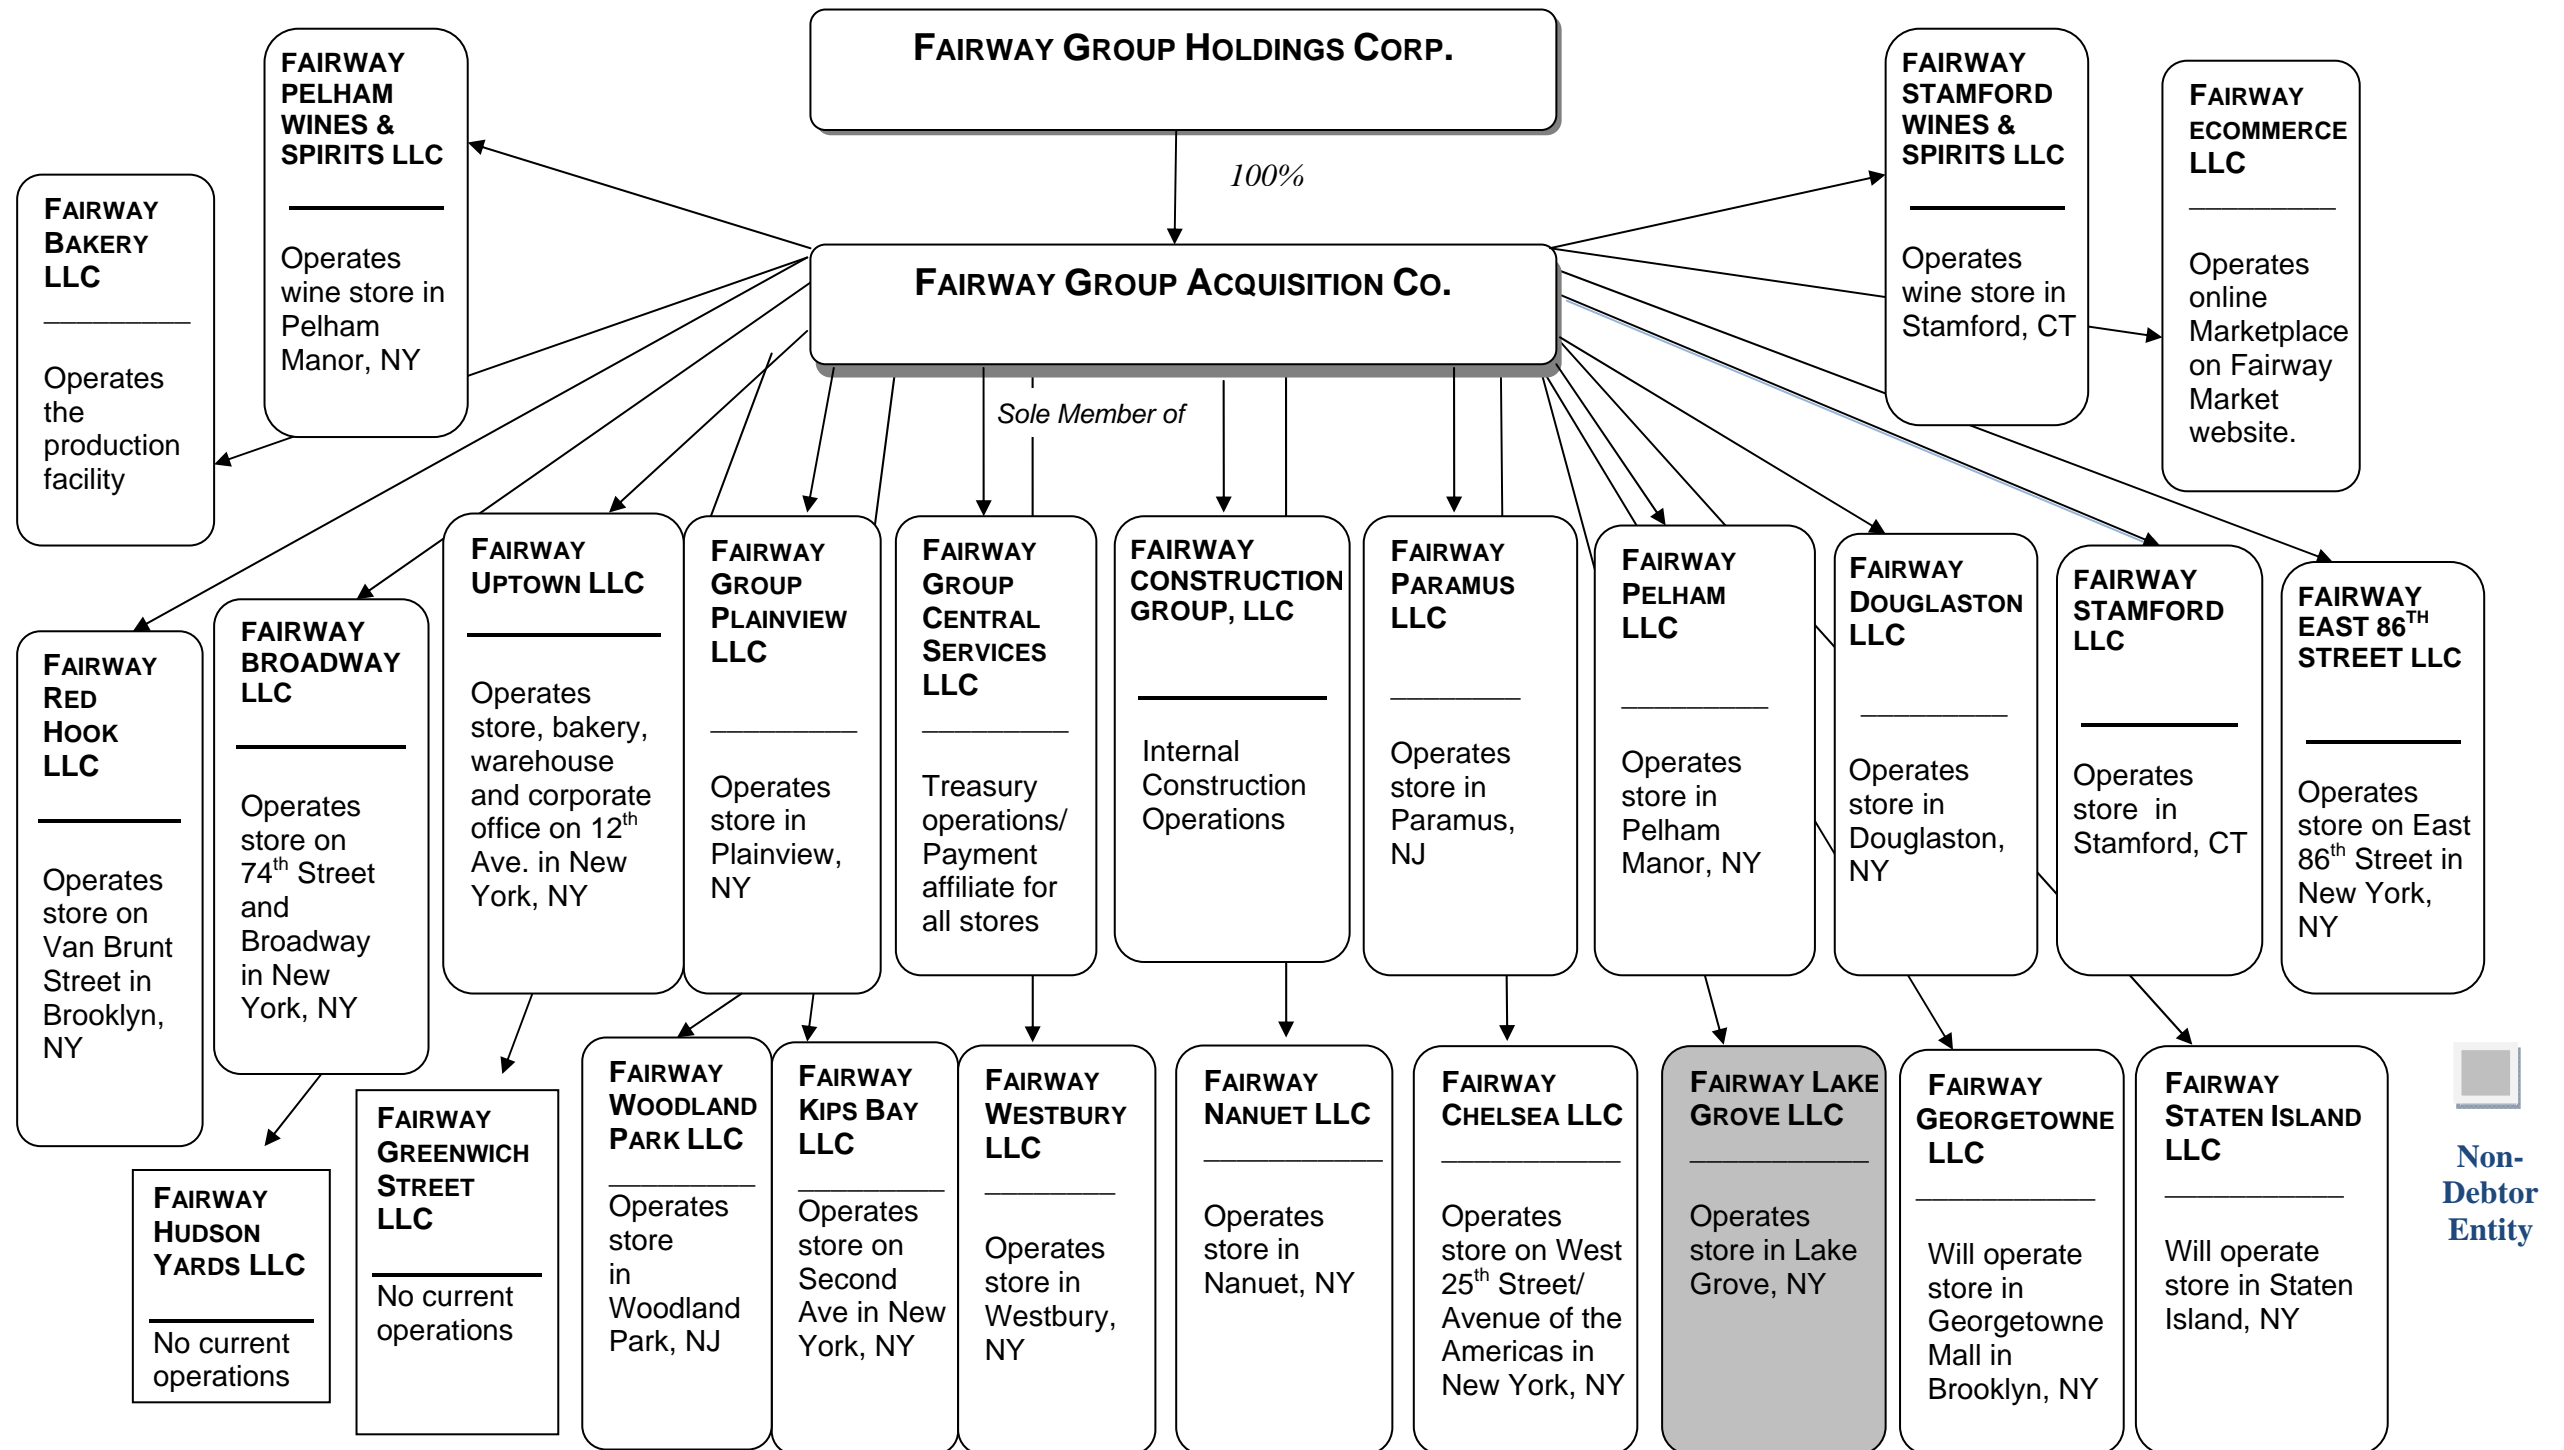 FAIRWAY GROUP HOLDINGS CORP.
100%
FAIRWAY GROUP ACQUISITION CO.
Sole Member of
FAIRWAY
PELHAM
WINES &
SPIRITS LLC
Operates
wine store in
Pelham
Manor, NY
FAIRWAY
STAMFORD
WINES &
SPIRITS LLC
Operates
wine store in
Stamford, CT
FAIRWAY
ECOMMERCE
LLC
Operates
online
Marketplace
on Fairway
Market
website.
FAIRWAY
BAKERY
LLC
Operates
the
production
facility
FAIRWAY
RED
HOOK
LLC
Operates
store on
Van Brunt
Street in
Brooklyn,
NY
FAIRWAY
BROADWAY
LLC
Operates
store on
74th Street
and
Broadway
in New
York, NY
FAIRWAY
UPTOWN LLC
Operates
store, bakery,
warehouse
and corporate
office on 12th
Ave. in New
York, NY
FAIRWAY
GROUP
PLAINVIEW
LLC
Operates
store in
Plainview,
NY
FAIRWAY
GROUP
CENTRAL
SERVICES
LLC
Treasury
operations/
Payment
affiliate for
all stores
FAIRWAY
CONSTRUCTION
GROUP, LLC
Internal
Construction
Operations
FAIRWAY
PARAMUS
LLC
Operates
store in
Paramus,
NJ
FAIRWAY
PELHAM
LLC
Operates
store in
Pelham
Manor, NY
FAIRWAY
DOUGLASTON
LLC
Operates
store in
Douglaston,
NY
FAIRWAY
STAMFORD
LLC
Operates
store in
Stamford, CT
FAIRWAY
EAST 86TH
STREET LLC
Operates
store on East
86th Street in
New York,
NY
FAIRWAY
HUDSON
YARDS LLC
No current
operations
FAIRWAY
GREENWICH
STREET
LLC
No current
operations
FAIRWAY
WOODLAND
PARK LLC
Operates
store
in
Woodland
Park, NJ
FAIRWAY
KIPS BAY
LLC
Operates
store on
Second
Ave in New
York, NY
FAIRWAY
WESTBURY
LLC
Operates
store in
Westbury,
NY
FAIRWAY
NANUET LLC
Operates
store in
Nanuet, NY
FAIRWAY
CHELSEA LLC
Operates
store on West
25th Street/
Avenue of the
Americas in
New York, NY
FAIRWAY LAKE
GROVE LLC
Operates
store in Lake
Grove, NY
FAIRWAY
GEORGETOWNE
LLC
Will operate
store in
Georgetowne
Mall in
Brooklyn, NY
FAIRWAY
STATEN ISLAND
LLC
Will operate
store in Staten
Island, NY
Non-
Debtor
Entity